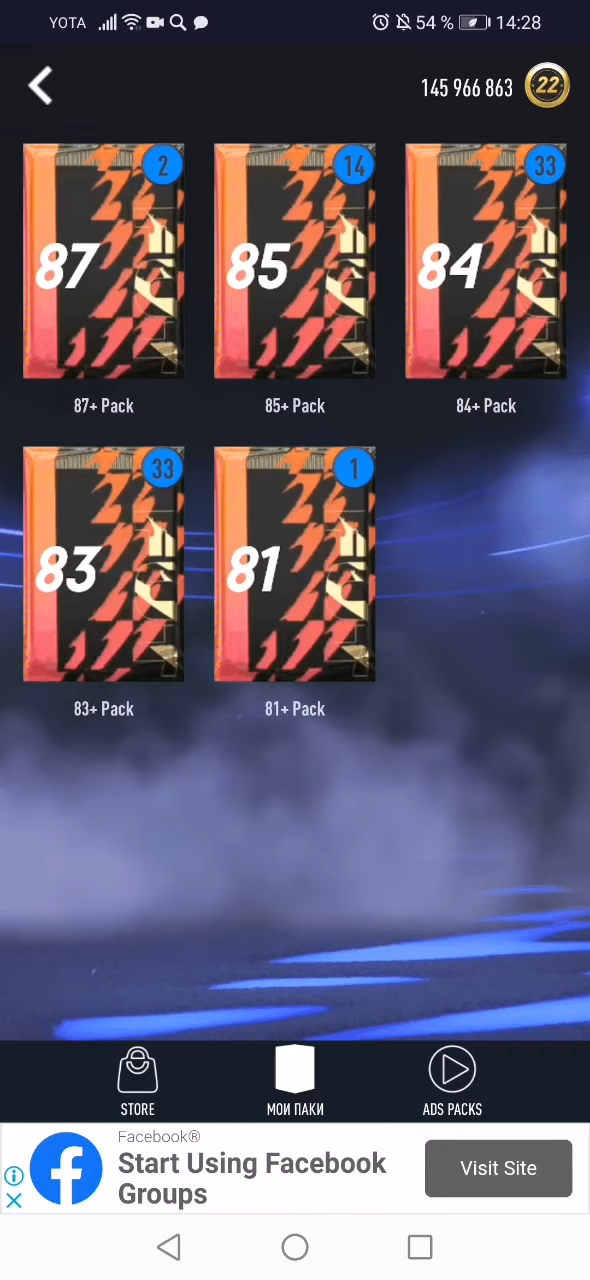 YOTA 54 % 14:28
145 966 863 22
2 14 33
87 85 84
87+ Pack 85+ Pack 84+ Pack
33 1
83 81
83+ Pack 81+ Pack
STORE МОИ ПАКИ ADS PACKS
Facebook®
Start Using Facebook
Groups
Visit Site